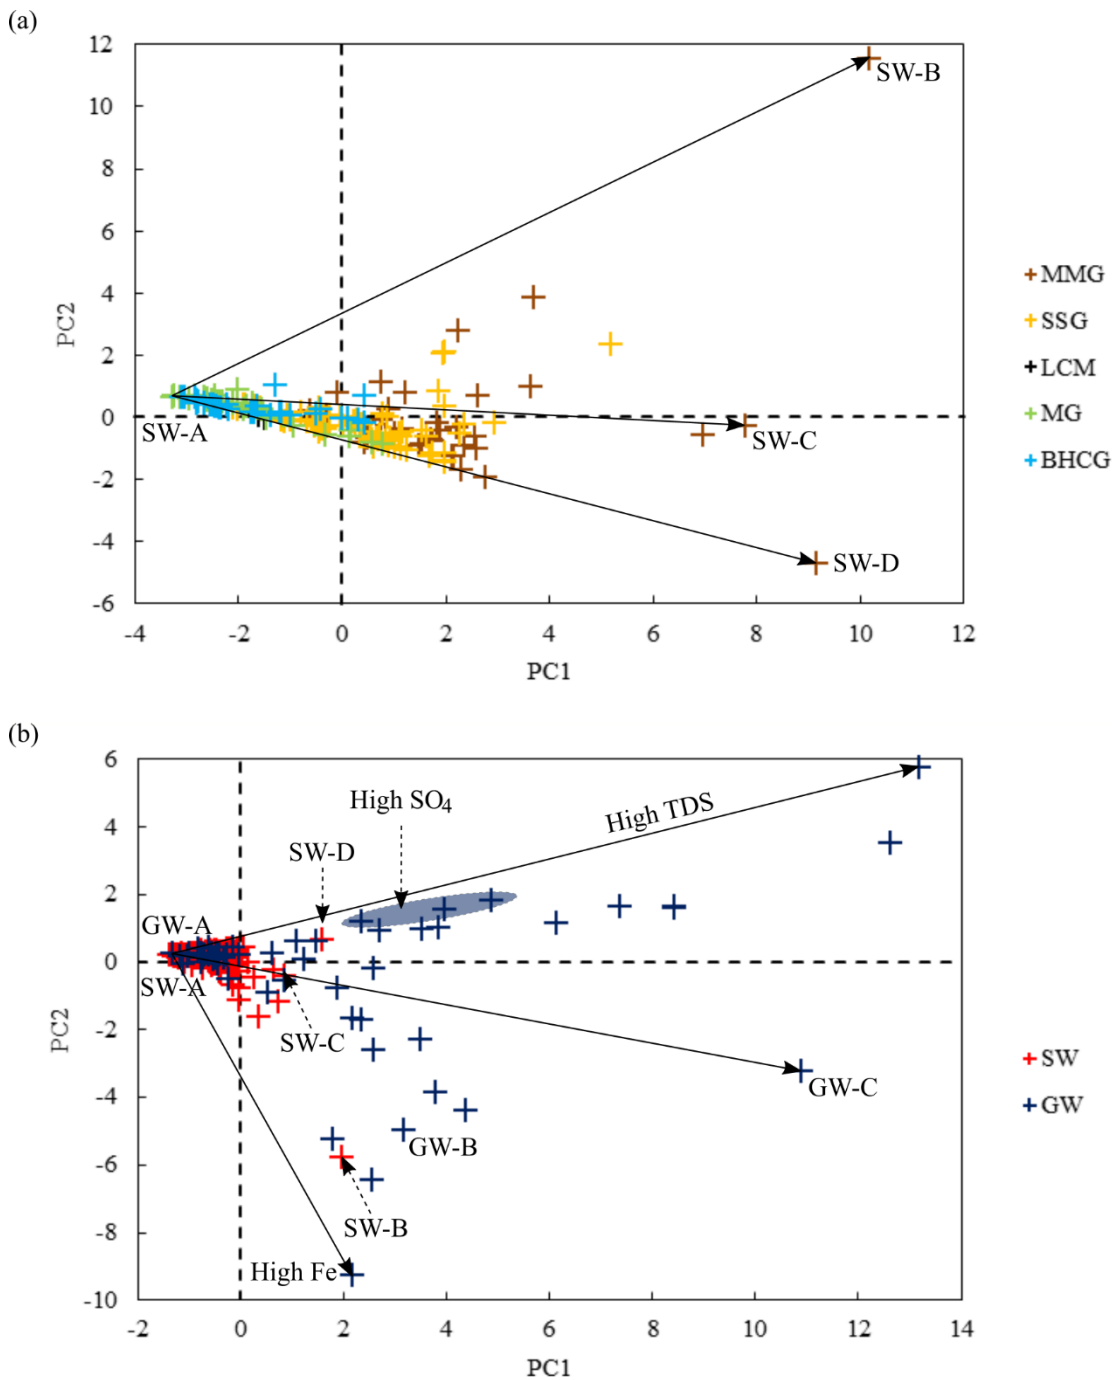 (a)
12
10
8
6
4
2
0
-2
-4
-6
PC2
-4
-2
0
2
4
6
8
10
12
PC1
SW-B
SW-A
SW-C
SW-D
MMG
SSG
LCM
MG
BHCG
(b)
6
4
2
0
-2
-4
-6
-8
-10
PC2
-2
0
2
4
6
8
10
12
14
PC1
High SO4
High TDS
SW-D
GW-A
SW-A
SW-C
GW-C
GW-B
SW-B
High Fe
SW
GW